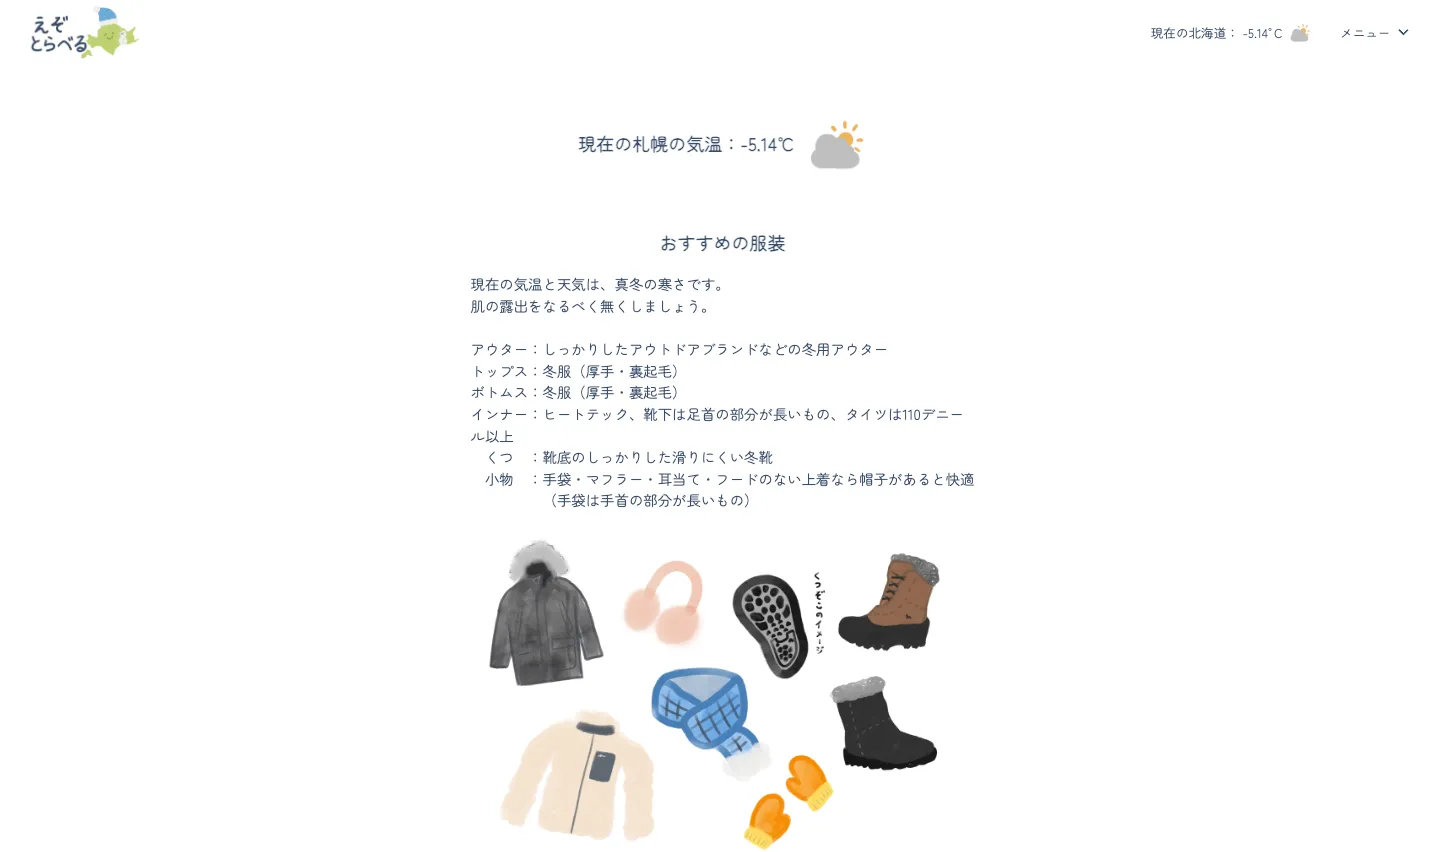 えぞ
とらべる
現在の北海道： -5.14°C
メニュー
現在の札幌の気温：-5.14℃
おすすめの服装
現在の気温と天気は、真冬の寒さです。
肌の露出をなるべく無くしましょう。
アウター：しっかりしたアウトドアブランドなどの冬用アウター
トップス：冬服（厚手・裏起毛）
ボトムス：冬服（厚手・裏起毛）
インナー：ヒートテック、靴下は足首の部分が長いもの、タイツは110デニー
ル以上
くつ　：靴底のしっかりした滑りにくい冬靴
小物　：手袋・マフラー・耳当て・フードのない上着なら帽子があると快適
（手袋は手首の部分が長いもの）
くつぞこのイメージ